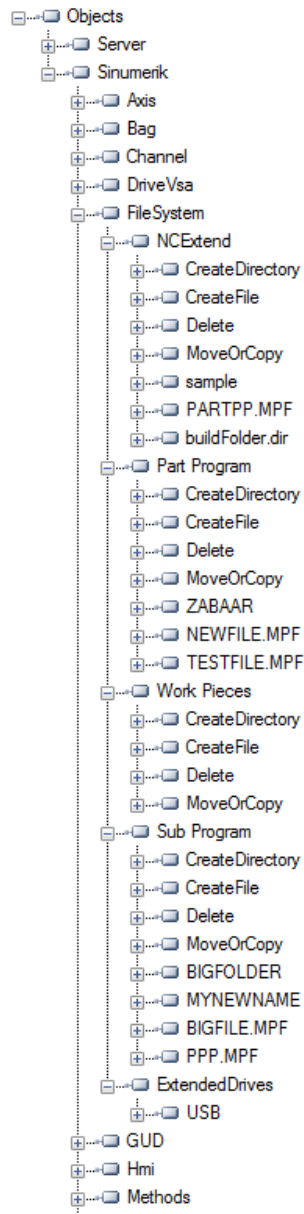 Objects
Server
Sinumerik
Axis
Bag
Channel
DriveVsa
FileSystem
NCExtend
CreateDirectory
CreateFile
Delete
MoveOrCopy
sample
PARTPP.MPF
buildFolder.dir
Part Program
CreateDirectory
CreateFile
Delete
MoveOrCopy
ZABAAR
NEWFILE.MPF
TESTFILE.MPF
Work Pieces
CreateDirectory
CreateFile
Delete
MoveOrCopy
Sub Program
CreateDirectory
CreateFile
Delete
MoveOrCopy
BIGFOLDER
MYNEWNAME
BIGFILE.MPF
PPP.MPF
ExtendedDrives
USB
GUD
Hmi
Methods